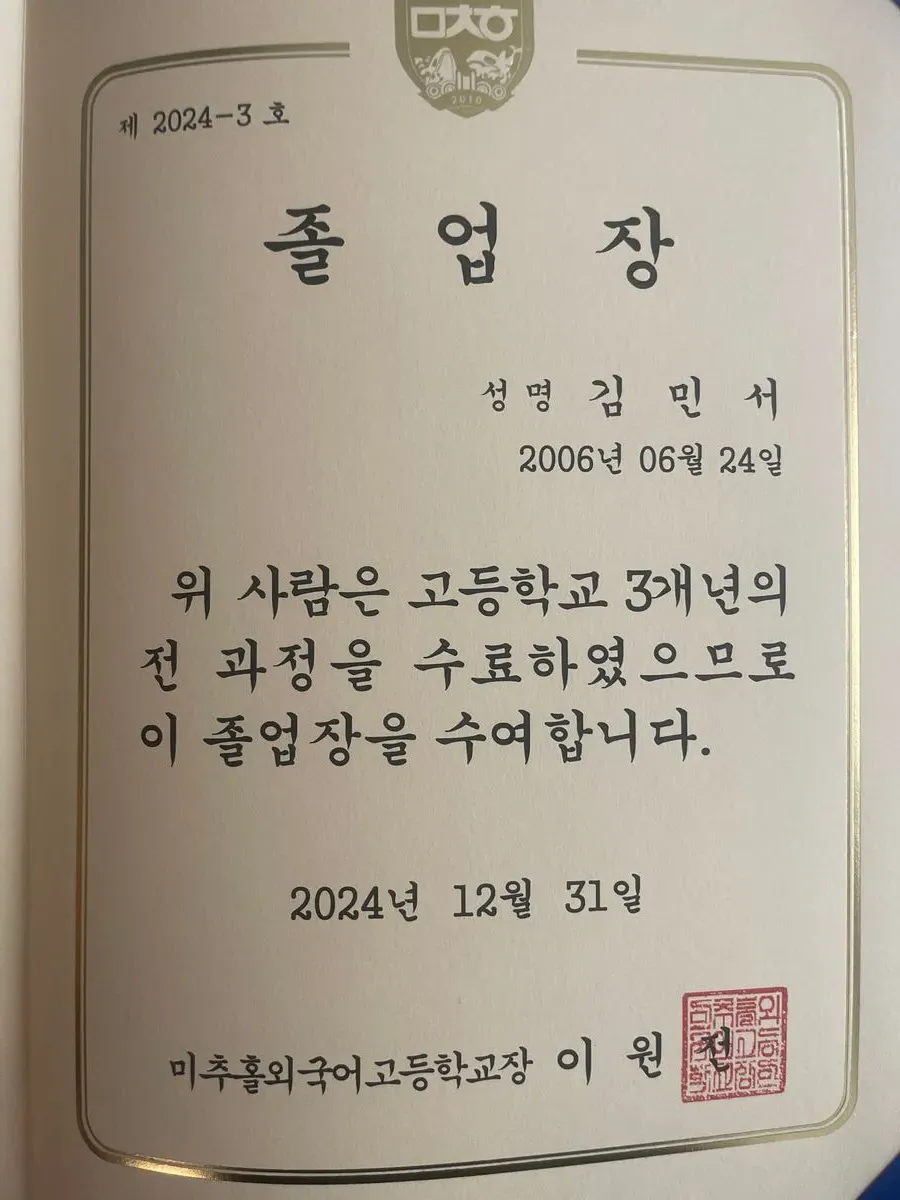 ㅁㅊㅎ
2010
제 2024-3 호
졸 업 장
성명 김 민 서
2006년 06월 24일
위 사람은 고등학교 3개년의
전 과정을 수료하였으므로
이 졸업장을 수여합니다.
2024년 12월 31일
미추홀외국어고등학교장 이 원